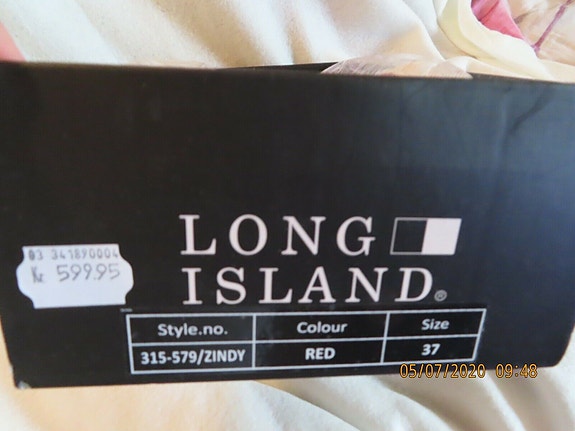 03 3418900004
Kr. 599.95
LONG
ISLAND®
Style.no. Colour Size
315-579/ZINDY RED 37
05/07/2020 09:48